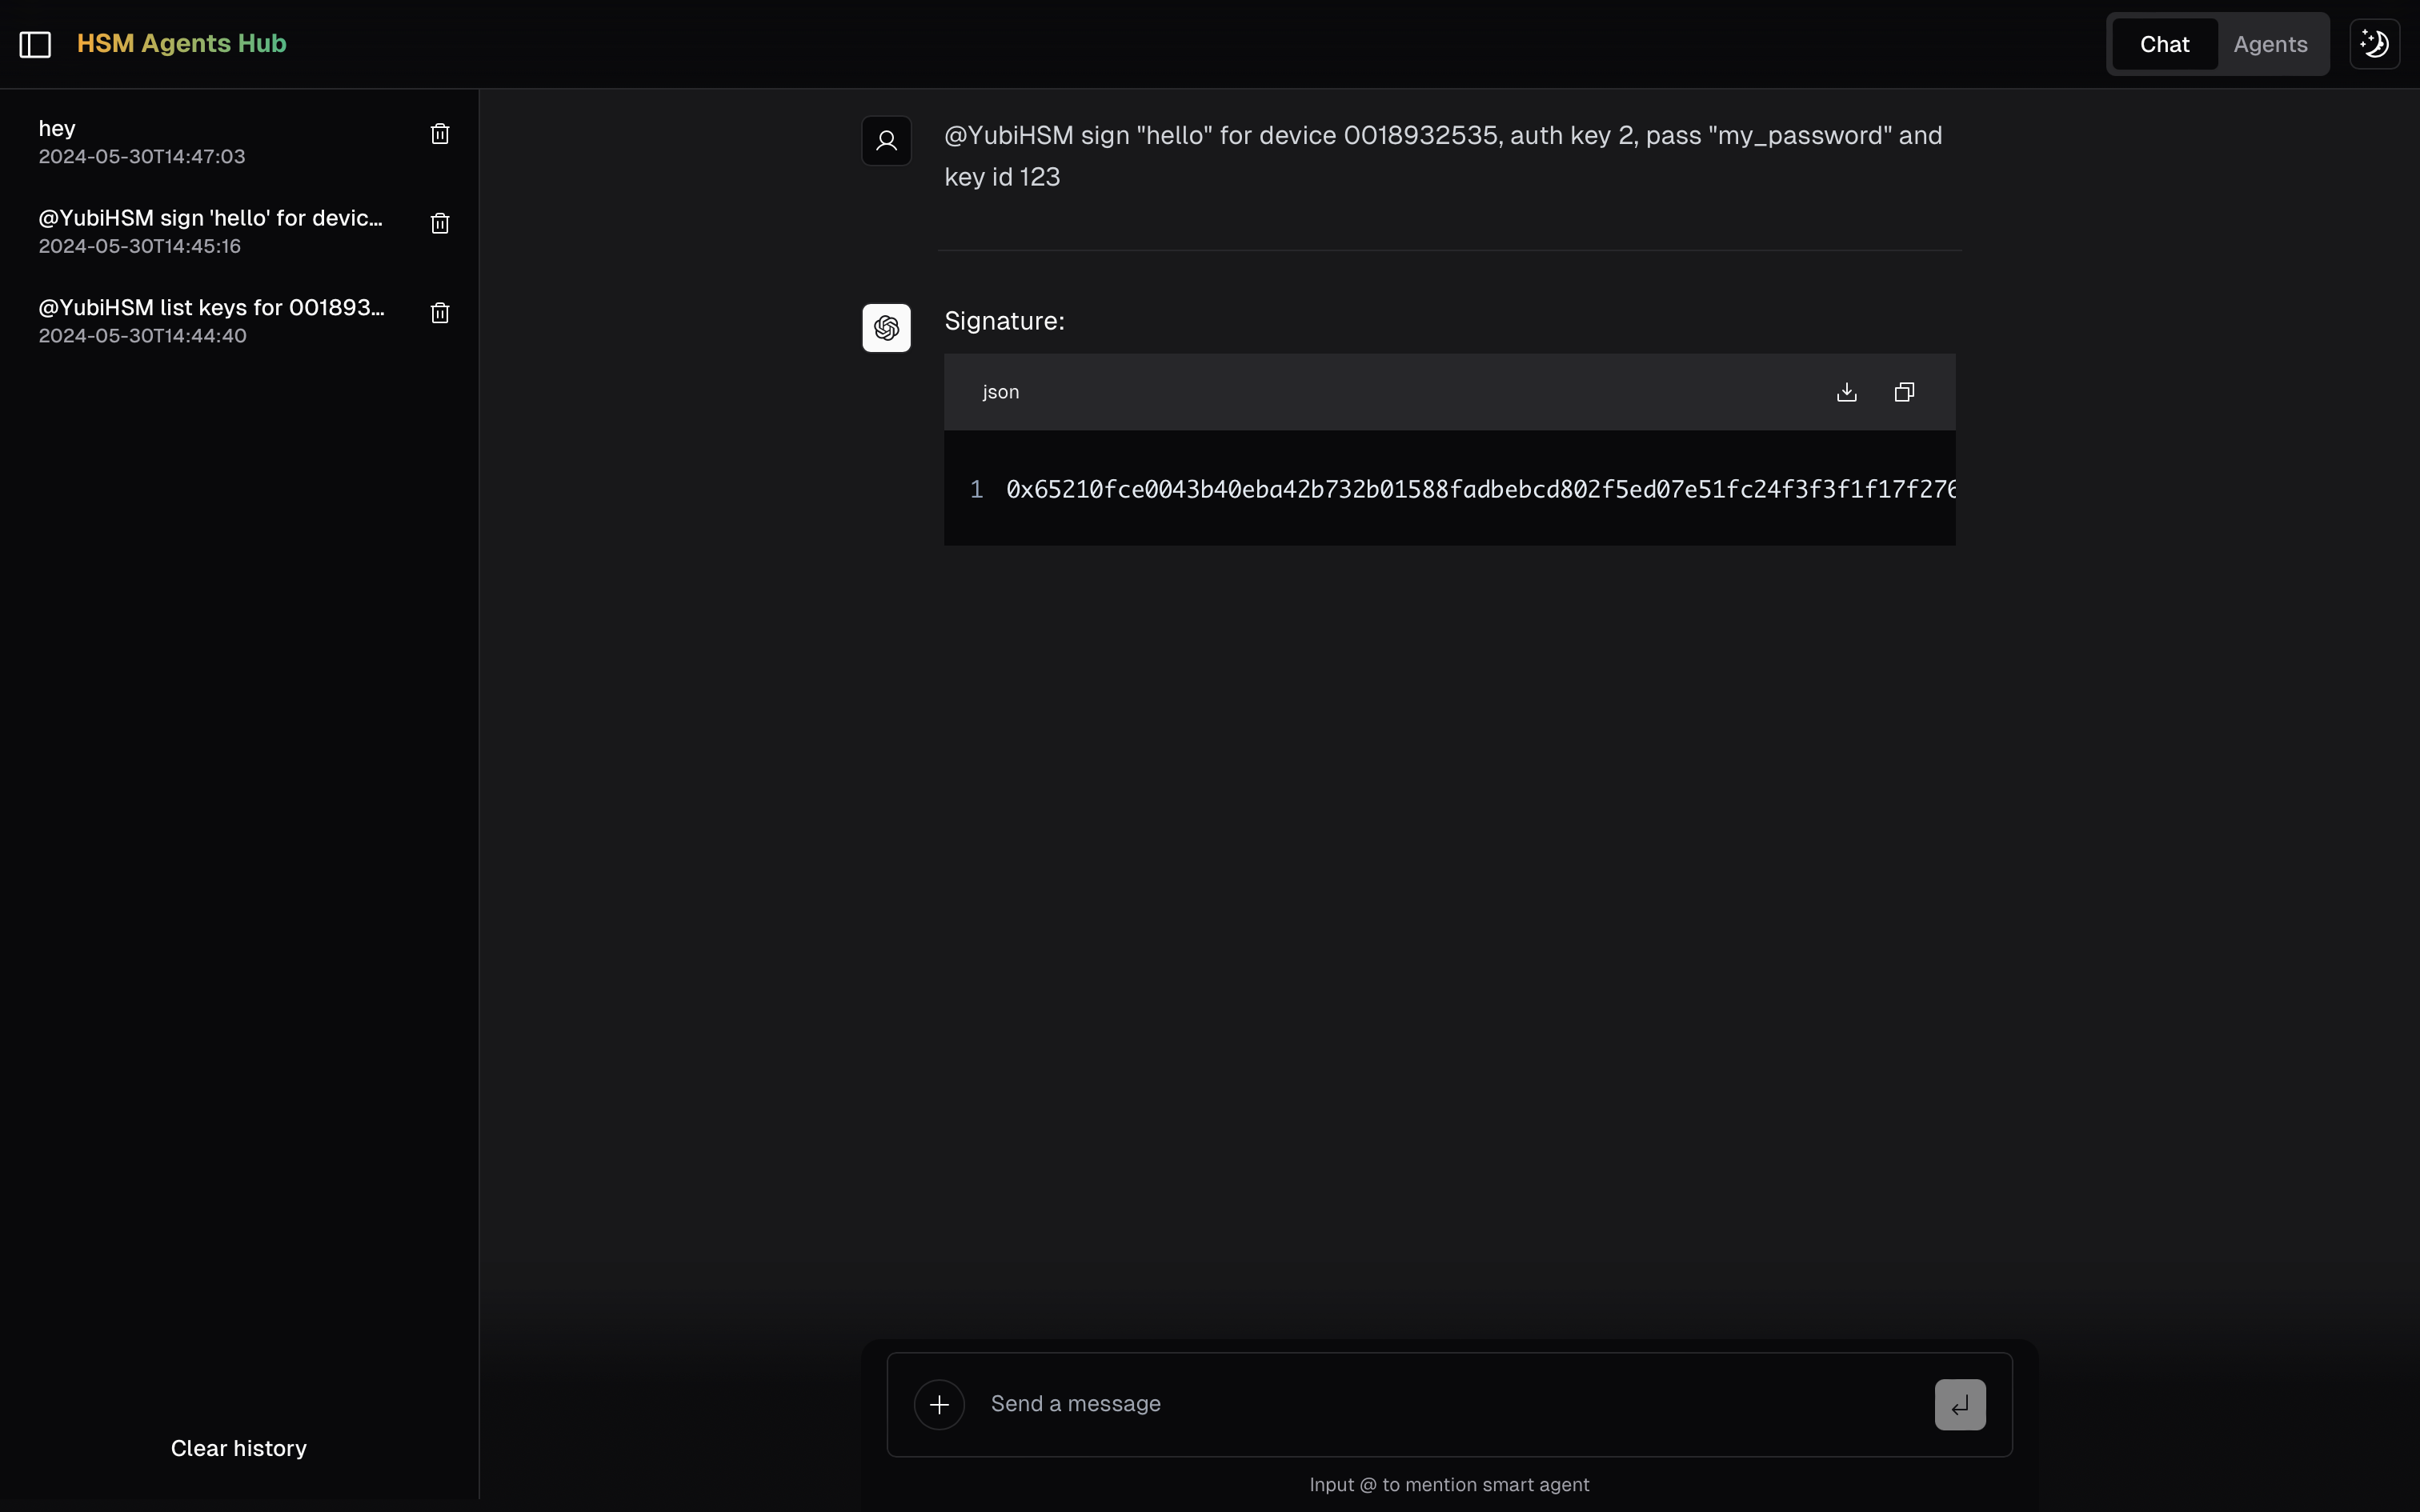 HSM Agents Hub
Chat
Agents
hey
2024-05-30T14:47:03
@YubiHSM sign 'hello' for devic...
2024-05-30T14:45:16
@YubiHSM list keys for 001893...
2024-05-30T14:44:40
Clear history
@YubiHSM sign "hello" for device 0018932535, auth key 2, pass "my_password" and
key id 123
Signature:
json
1 0x65210fce0043b40eba42b732b01588fadbebcd802f5ed07e51fc24f3f3f1f17f276
Send a message
Input @ to mention smart agent